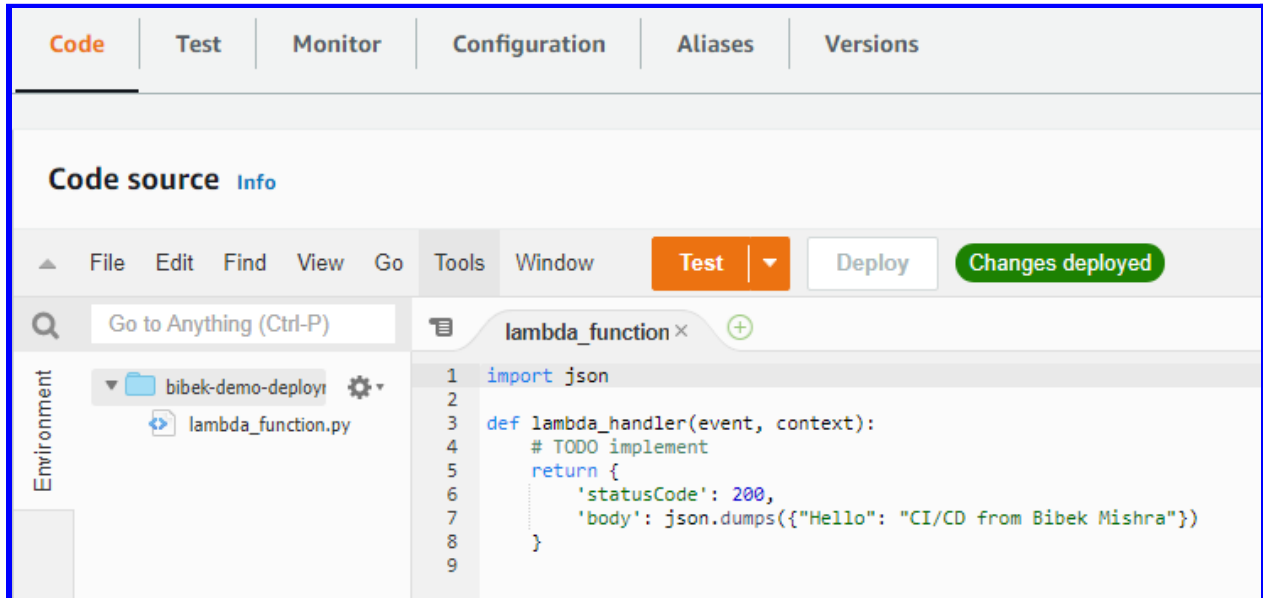 Code Test Monitor Configuration Aliases Versions
Code source Info
File Edit Find View Go Tools Window Test Deploy Changes deployed
Go to Anything (Ctrl-P)
lambda_function
Environment
bibek-demo-deployr
lambda_function.py
1 import json
2
3 def lambda_handler(event, context):
4     # TODO implement
5     return {
6         'statusCode': 200,
7         'body': json.dumps({"Hello": "CI/CD from Bibek Mishra"})
8     }
9